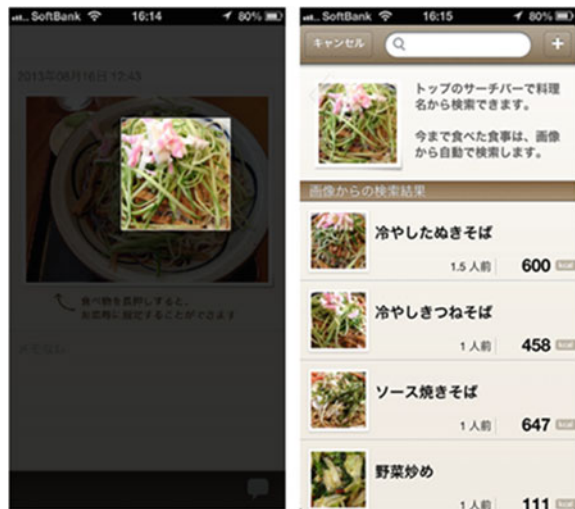 SoftBank 16:14 80%
2013年08月16日 12:43
食べ物を長押しすると、
お皿毎に指定することができます
SoftBank 16:15 80%
キャンセル
トップのサーチバーで料理
名から検索できます。
今まで食べた食事は、画像
から自動で検索します。
画像からの検索結果
冷やしたぬきそば
1.5 人前 600 kcal
冷やしきつねそば
1 人前 458 kcal
ソース焼きそば
1 人前 647 kcal
野菜炒め
1 人前 111 kcal